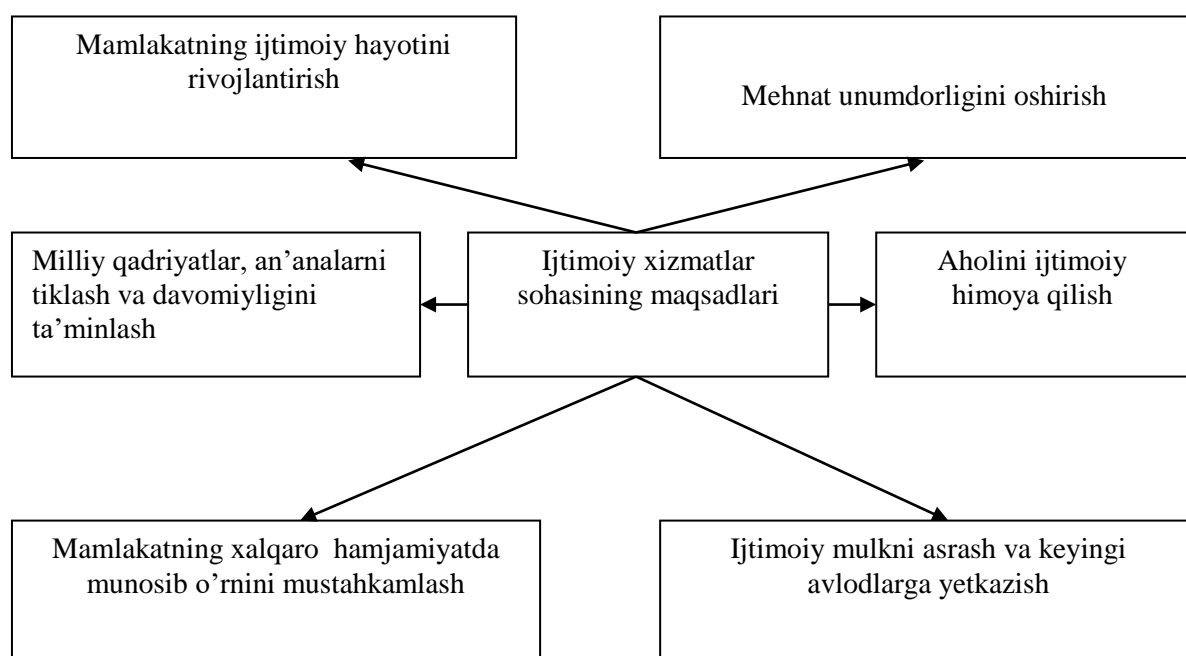 Mamlakatning ijtimoiy hayotini
rivojlantirish
Mehnat unumdorligini oshirish
Milliy qadriyatlar, an’analarni
tiklash va davomiyligini
ta’minlash
Ijtimoiy xizmatlar
sohasining maqsadlari
Aholini ijtimoiy
himoya qilish
Mamlakatning xalqaro  hamjamiyatda
munosib o’rnini mustahkamlash
Ijtimoiy mulkni asrash va keyingi
avlodlarga yetkazish